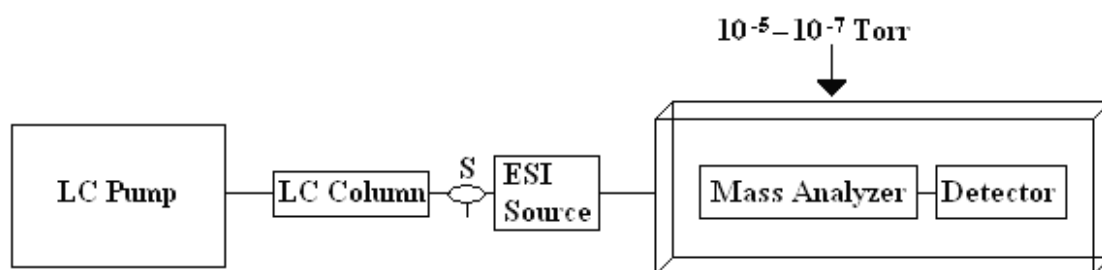 10⁻⁵–10⁻⁷ Torr
LC Pump
LC Column
S
ESI
Source
Mass Analyzer
Detector